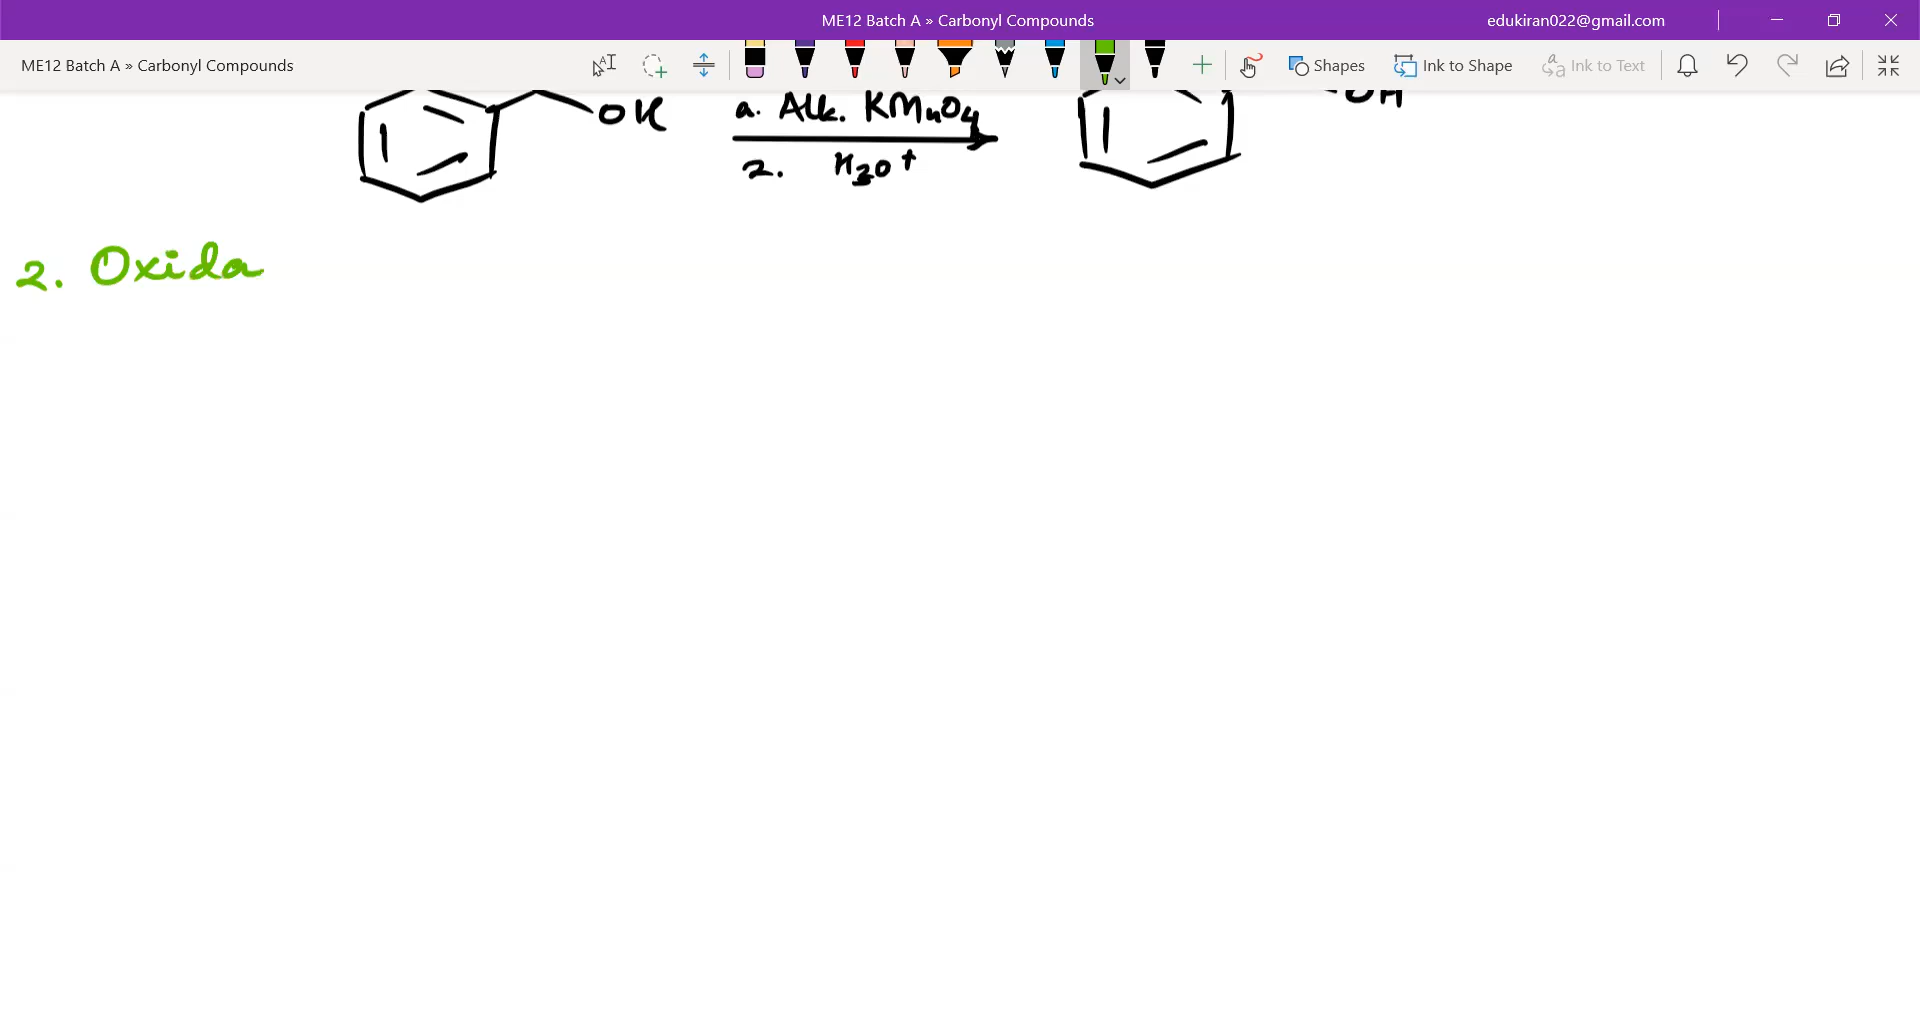 ME12 Batch A » Carbonyl Compounds edukiran022@gmail.com
ME12 Batch A » Carbonyl Compounds Shapes Ink to Shape Ink to Text
OH a. Alk. KMnO4 OH
2. H3O+
2. Oxida